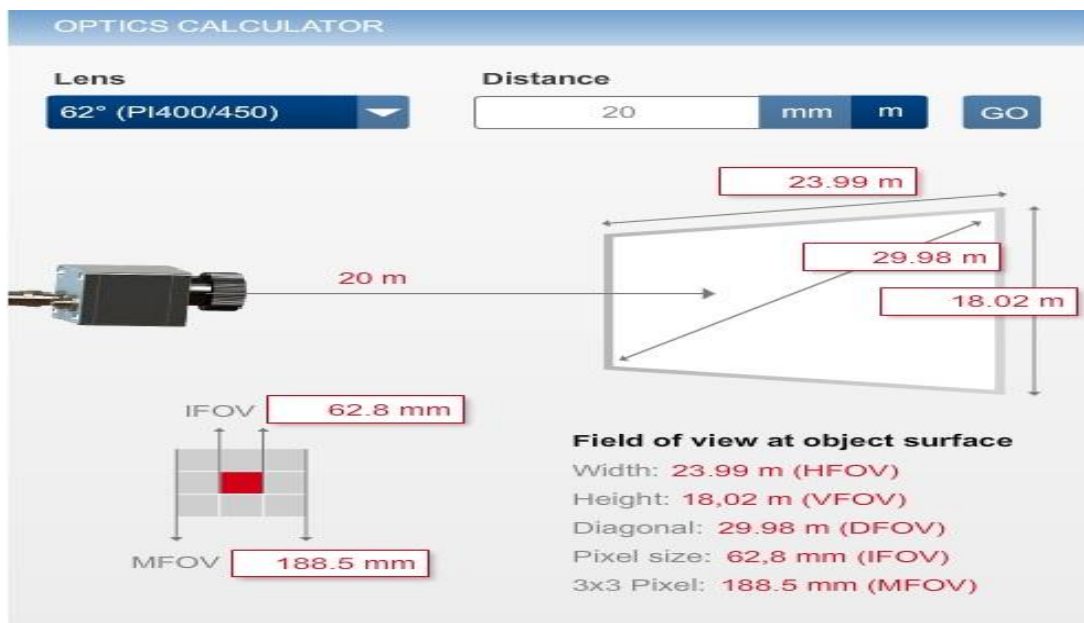 OPTICS CALCULATOR
Lens
Distance
62° (PI400/450)
20
mm
m
GO
23.99 m
20 m
29.98 m
18.02 m
IFOV
62.8 mm
MFOV
188.5 mm
Field of view at object surface
Width: 23.99 m (HFOV)
Height: 18,02 m (VFOV)
Diagonal: 29.98 m (DFOV)
Pixel size: 62,8 mm (IFOV)
3x3 Pixel: 188.5 mm (MFOV)